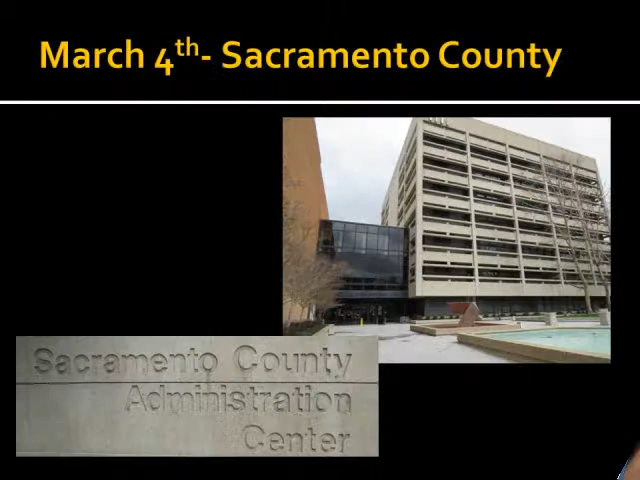 March 4th- Sacramento County
Sacramento County
Administration
Center